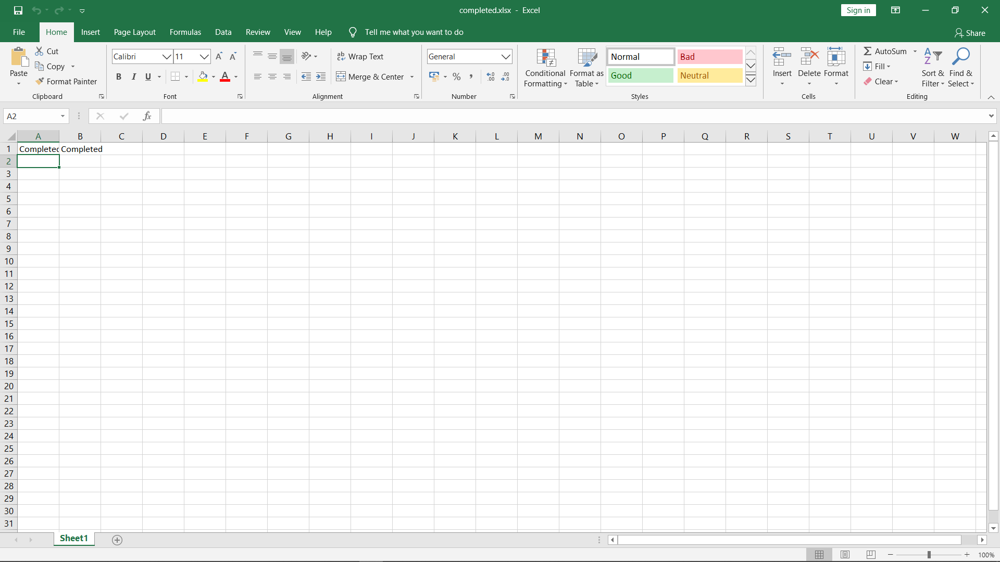 completed.xlsx - Excel
Sign in
File Home Insert Page Layout Formulas Data Review View Help Tell me what you want to do Share
Paste
Cut
Copy
Format Painter
Clipboard
Calibri 11
B I U
Font
Wrap Text
Merge & Center
Alignment
General
Number
Conditional Formatting
Format as Table
Normal Bad
Good Neutral
Styles
Insert Delete Format
Cells
AutoSum
Fill
Clear
Sort & Filter
Find & Select
Editing
A2
A B C D E F G H I J K L M N O P Q R S T U V W
1 Completed Completed
2
3
4
5
6
7
8
9
10
11
12
13
14
15
16
17
18
19
20
21
22
23
24
25
26
27
28
29
30
31
Sheet1
100%